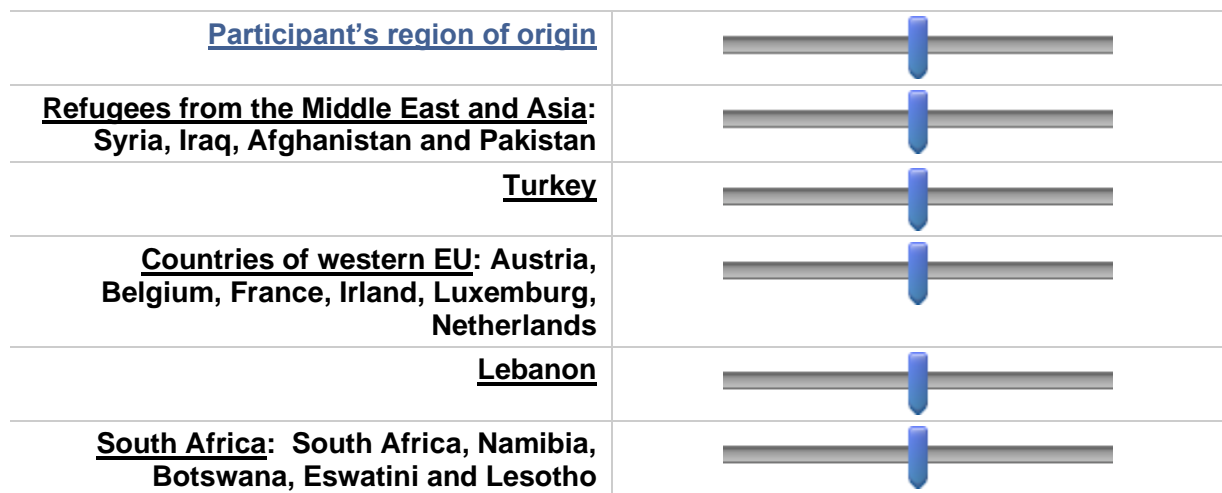 Participant's region of origin
Refugees from the Middle East and Asia:
Syria, Iraq, Afghanistan and Pakistan
Turkey
Countries of western EU: Austria,
Belgium, France, Irland, Luxemburg,
Netherlands
Lebanon
South Africa:  South Africa, Namibia,
Botswana, Eswatini and Lesotho